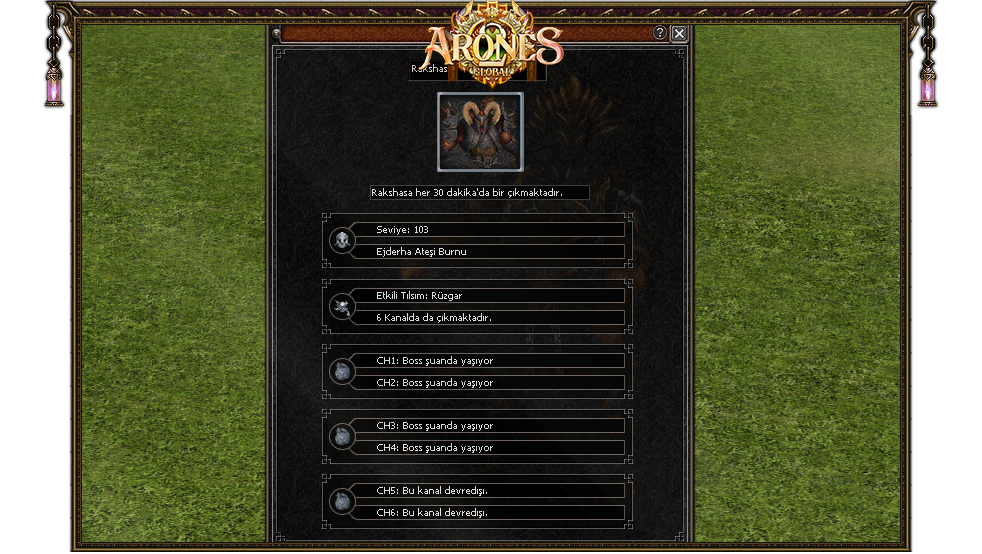 ARONES
GLOBAL
Rakshas
Rakshasa her 30 dakika'da bir çıkmaktadır.
Seviye: 103
Ejderha Ateşi Burnu
Etkili Tılsım: Rüzgar
6 Kanalda da çıkmaktadır.
CH1: Boss şuanda yaşıyor
CH2: Boss şuanda yaşıyor
CH3: Boss şuanda yaşıyor
CH4: Boss şuanda yaşıyor
CH5: Bu kanal devredışı.
CH6: Bu kanal devredışı.